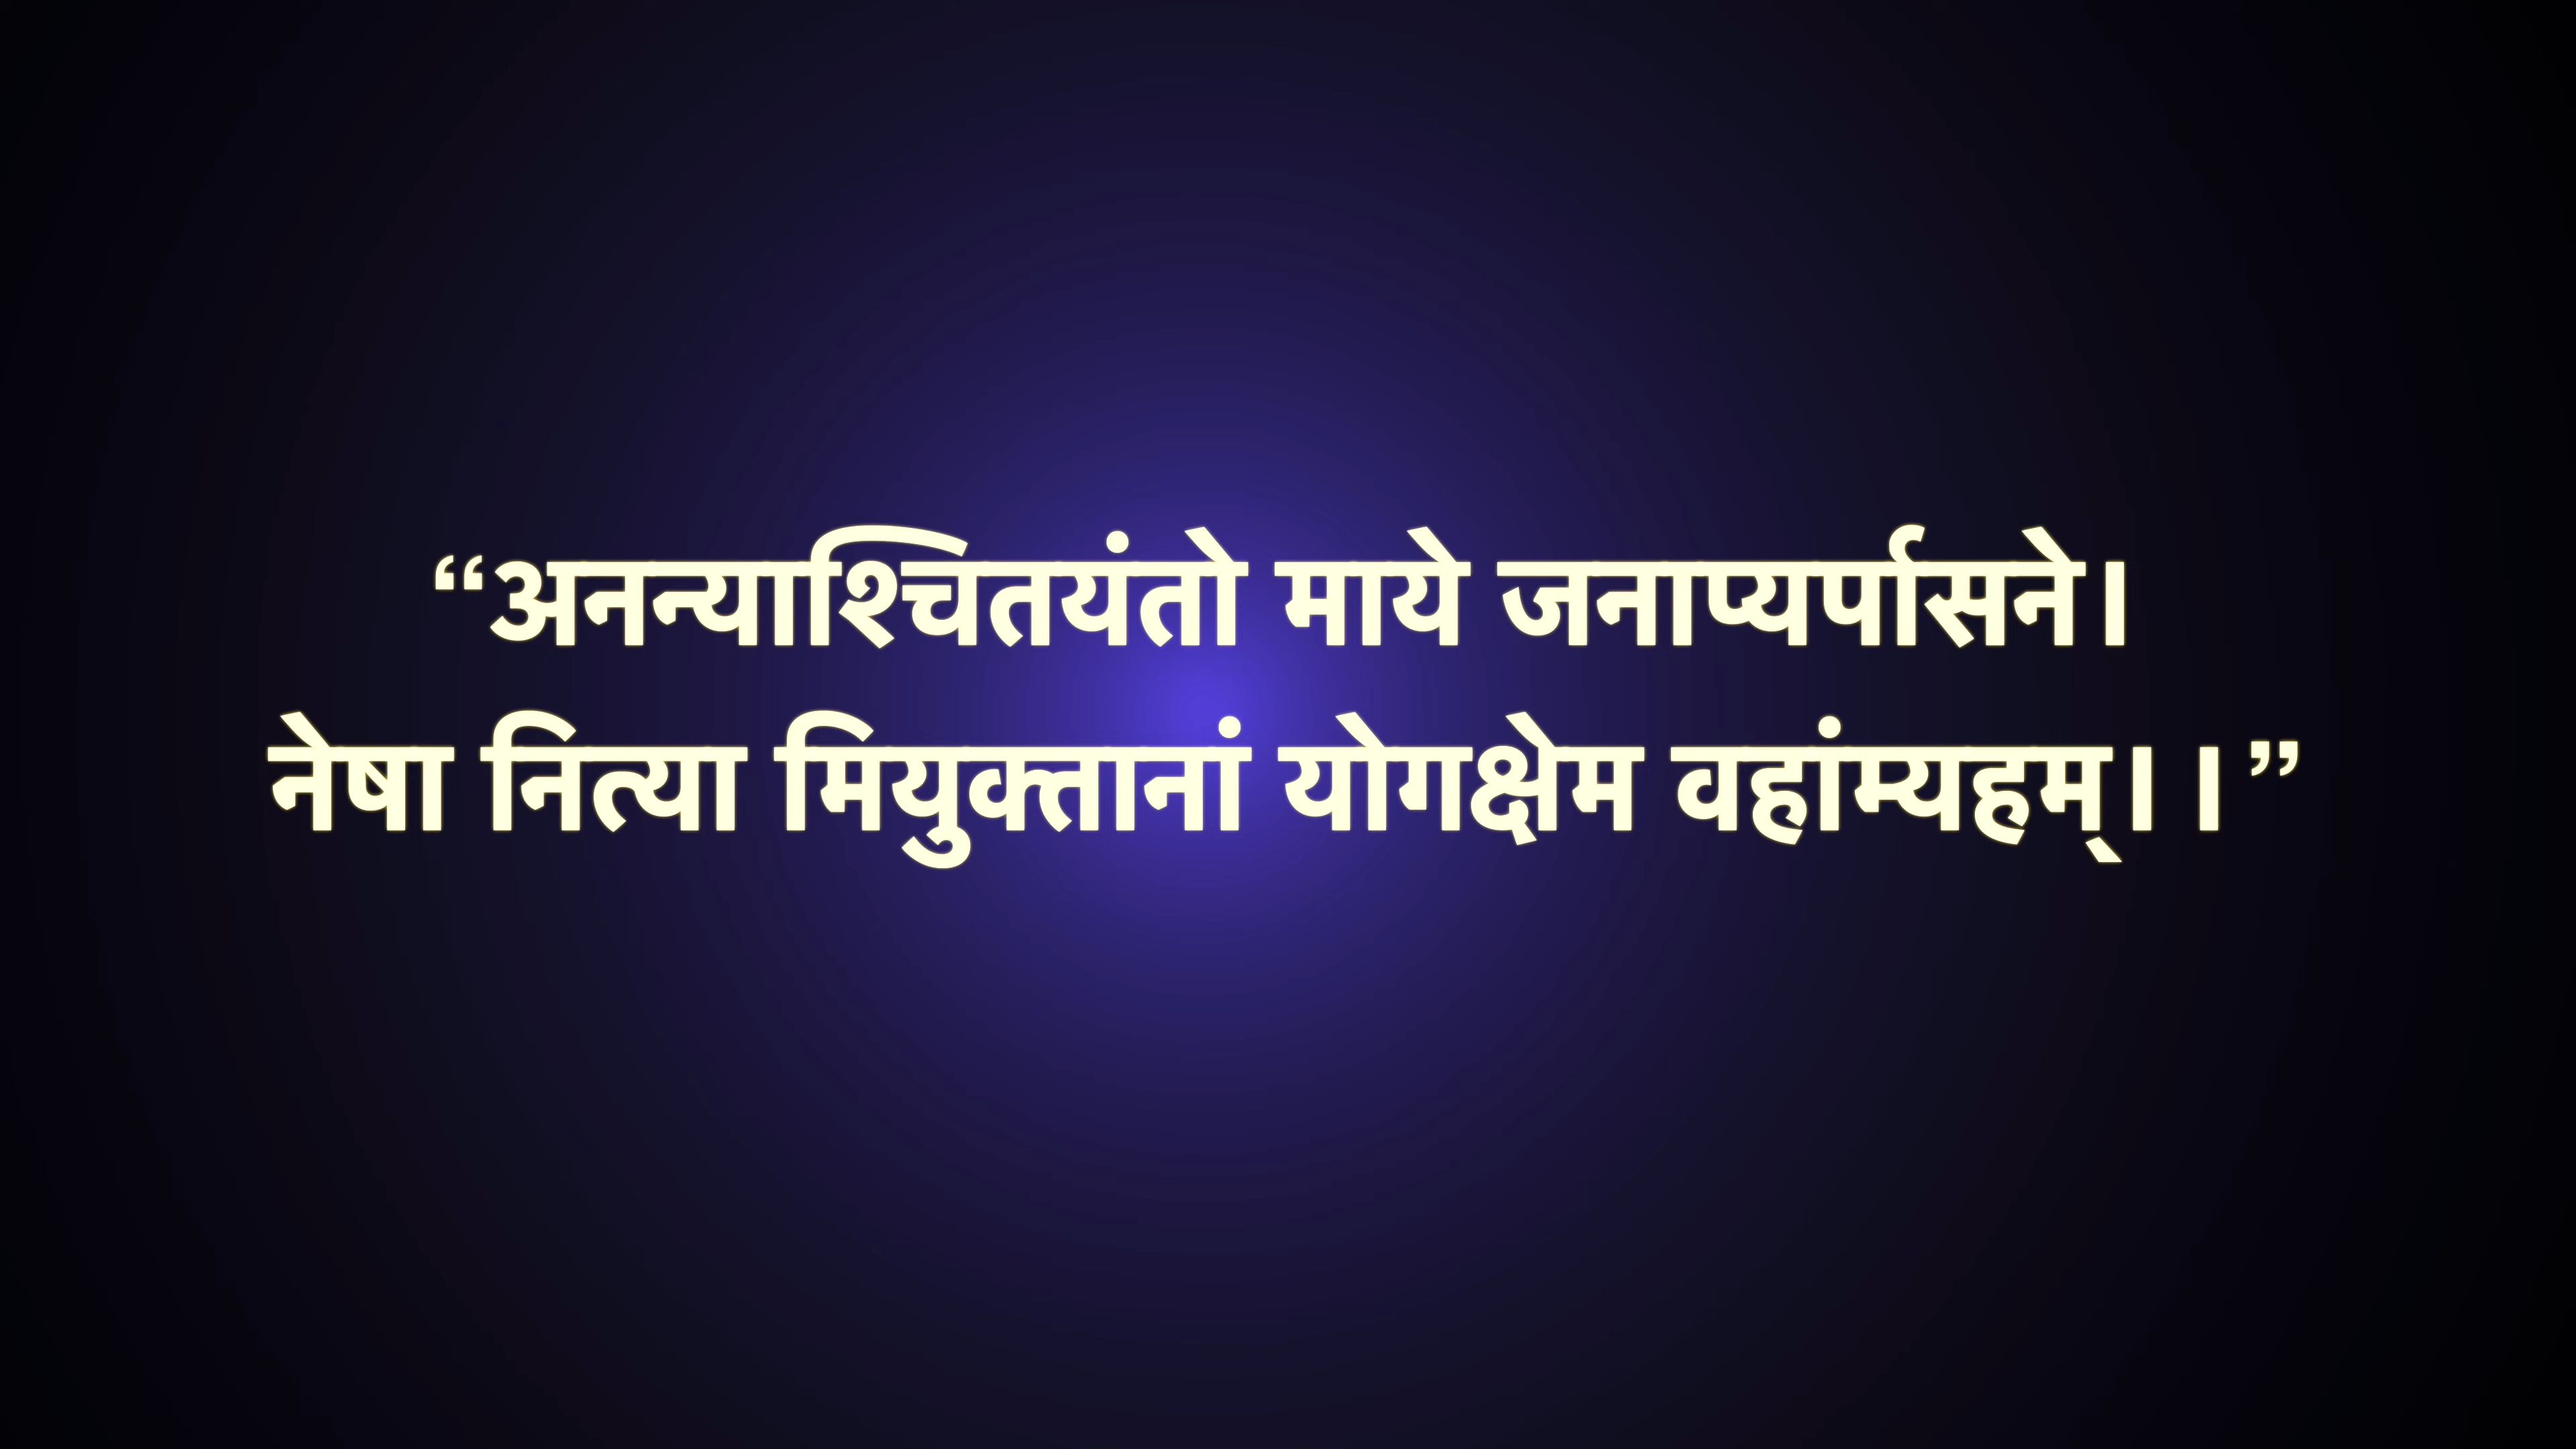 “अनन्याश्चितयंतो माये जनाप्यर्पासने।
नेषा नित्या मियुक्तानां योगक्षेम वहांम्यहम्।।”